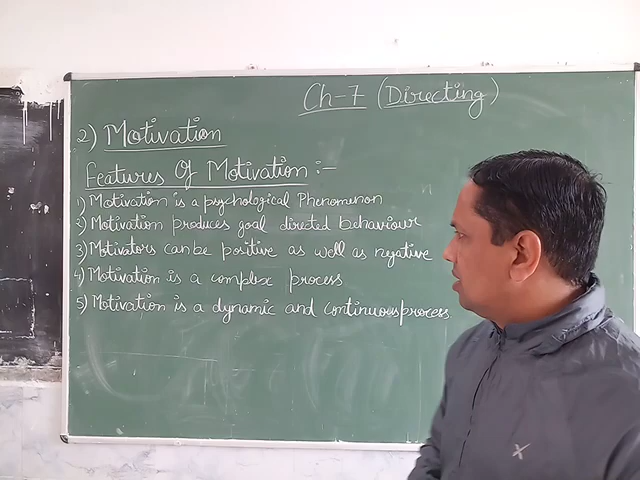 Ch-7 (Directing)
2) Motivation
Features Of Motivation :-
1) Motivation is a psychological Phenomenon
2) Motivation produces goal directed behaviour
3) Motivators can be positive as well as negative
4) Motivation is a complex process
5) Motivation is a dynamic and continuous process